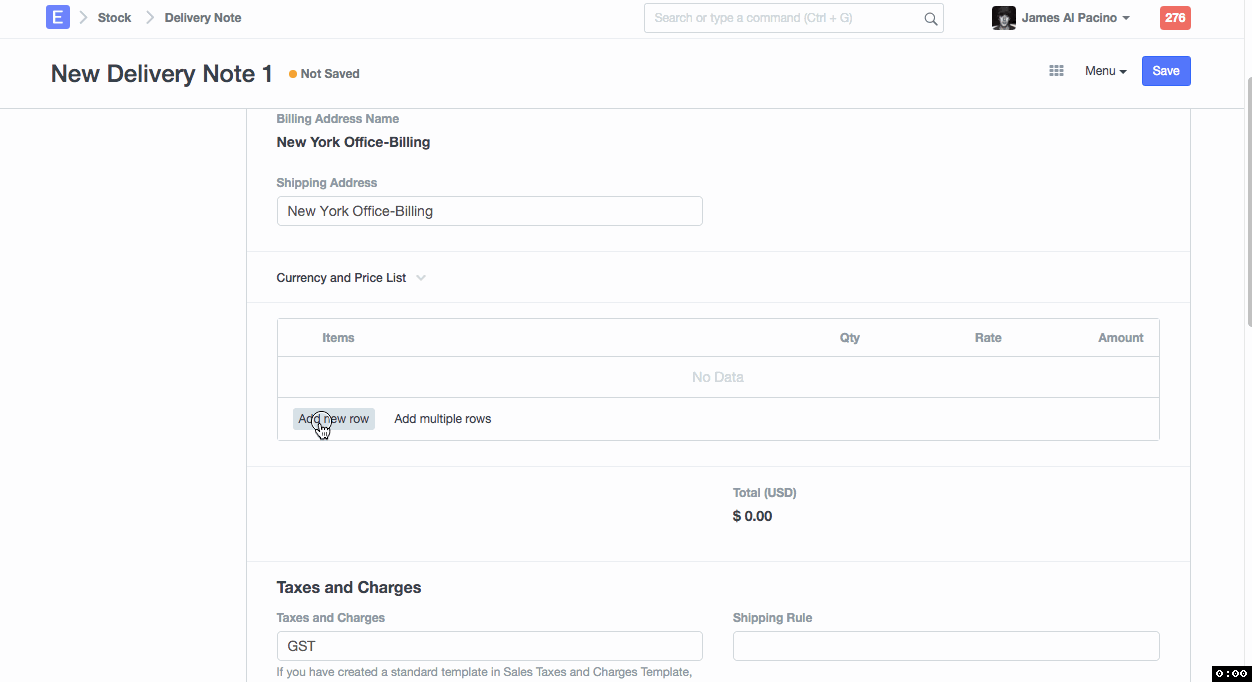 E Stock Delivery Note Search or type a command (Ctrl + G) James Al Pacino 276
New Delivery Note 1 Not Saved Menu Save
Billing Address Name
New York Office-Billing
Shipping Address
New York Office-Billing
Currency and Price List
Items Qty Rate Amount
No Data
Add new row Add multiple rows
Total (USD)
$ 0.00
Taxes and Charges
Taxes and Charges Shipping Rule
GST
If you have created a standard template in Sales Taxes and Charges Template,
0:00